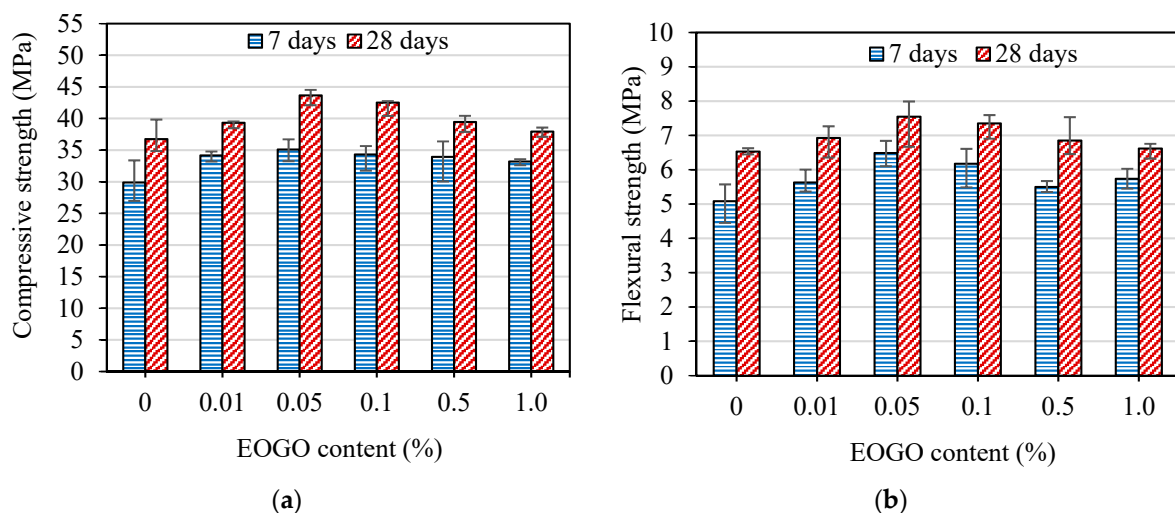 Compressive strength (MPa)
55
50
45
40
35
30
25
20
15
10
5
0
7 days 28 days
0 0.01 0.05 0.1 0.5 1.0
EOGO content (%)
(a)
Flexural strength (MPa)
10
9
8
7
6
5
4
3
2
1
0
7 days 28 days
0 0.01 0.05 0.1 0.5 1.0
EOGO content (%)
(b)